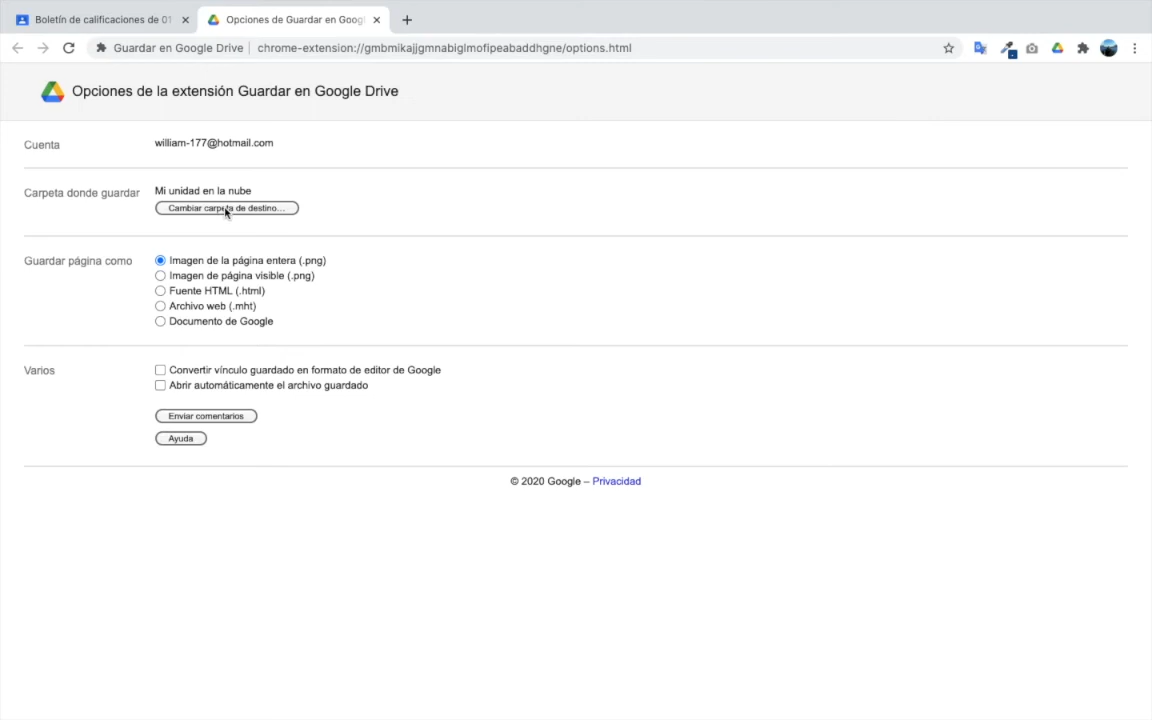 Boletín de calificaciones de 01
Opciones de Guardar en Goog
Guardar en Google Drive
chrome-extension://gmbmikajjgmnabiglmofipeabaddhgne/options.html
Opciones de la extensión Guardar en Google Drive
Cuenta
william-177@hotmail.com
Carpeta donde guardar
Mi unidad en la nube
Cambiar carpeta de destino...
Guardar página como
Imagen de la página entera (.png)
Imagen de página visible (.png)
Fuente HTML (.html)
Archivo web (.mht)
Documento de Google
Varios
Convertir vínculo guardado en formato de editor de Google
Abrir automáticamente el archivo guardado
Enviar comentarios
Ayuda
© 2020 Google – Privacidad